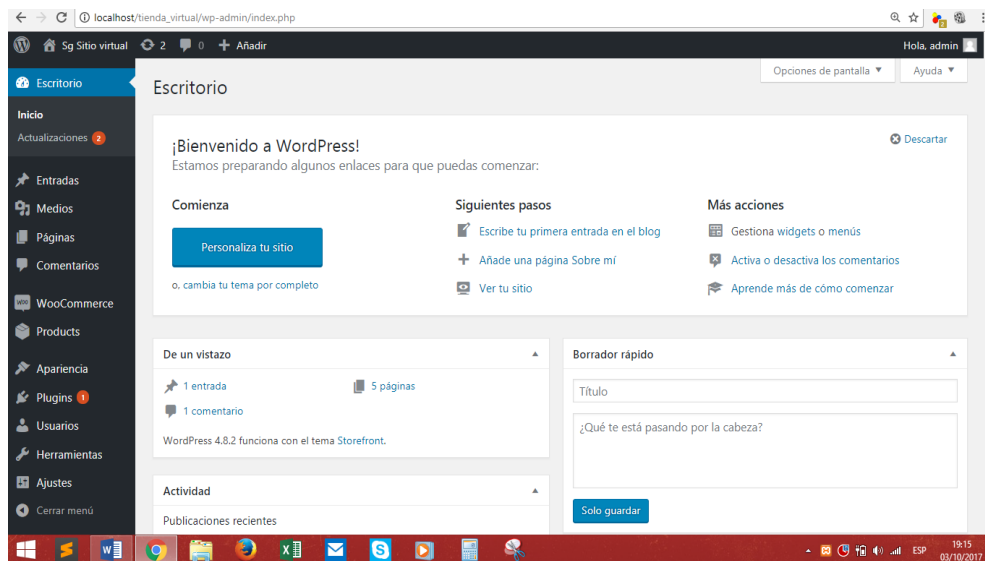 localhost/tienda_virtual/wp-admin/index.php
Sg Sitio virtual 2 0 Añadir Hola, admin
Escritorio
Inicio
Actualizaciones 2
Entradas
Medios
Páginas
Comentarios
WooCommerce
Products
Apariencia
Plugins 1
Usuarios
Herramientas
Ajustes
Cerrar menú
Opciones de pantalla Ayuda
Escritorio
¡Bienvenido a WordPress!
Descartar
Estamos preparando algunos enlaces para que puedas comenzar:
Comienza
Personaliza tu sitio
o, cambia tu tema por completo
Siguientes pasos
Escribe tu primera entrada en el blog
Añade una página Sobre mí
Ver tu sitio
Más acciones
Gestiona widgets o menús
Activa o desactiva los comentarios
Aprende más de cómo comenzar
De un vistazo
1 entrada 5 páginas
1 comentario
WordPress 4.8.2 funciona con el tema Storefront.
Actividad
Publicaciones recientes
Borrador rápido
Título
¿Qué te está pasando por la cabeza?
Solo guardar
ESP
19:15
03/10/2017